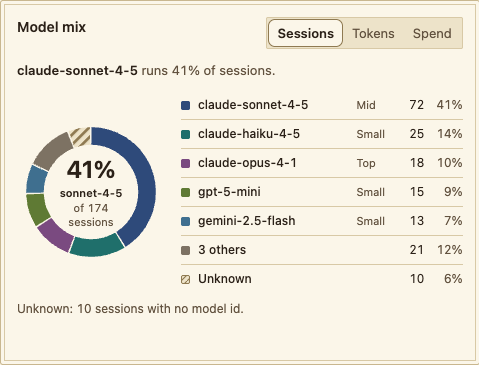 Model mix
Sessions Tokens Spend
claude-sonnet-4-5 runs 41% of sessions.
41%
sonnet-4-5
of 174
sessions
claude-sonnet-4-5 Mid 72 41%
claude-haiku-4-5 Small 25 14%
claude-opus-4-1 Top 18 10%
gpt-5-mini Small 15 9%
gemini-2.5-flash Small 13 7%
3 others 21 12%
Unknown 10 6%
Unknown: 10 sessions with no model id.